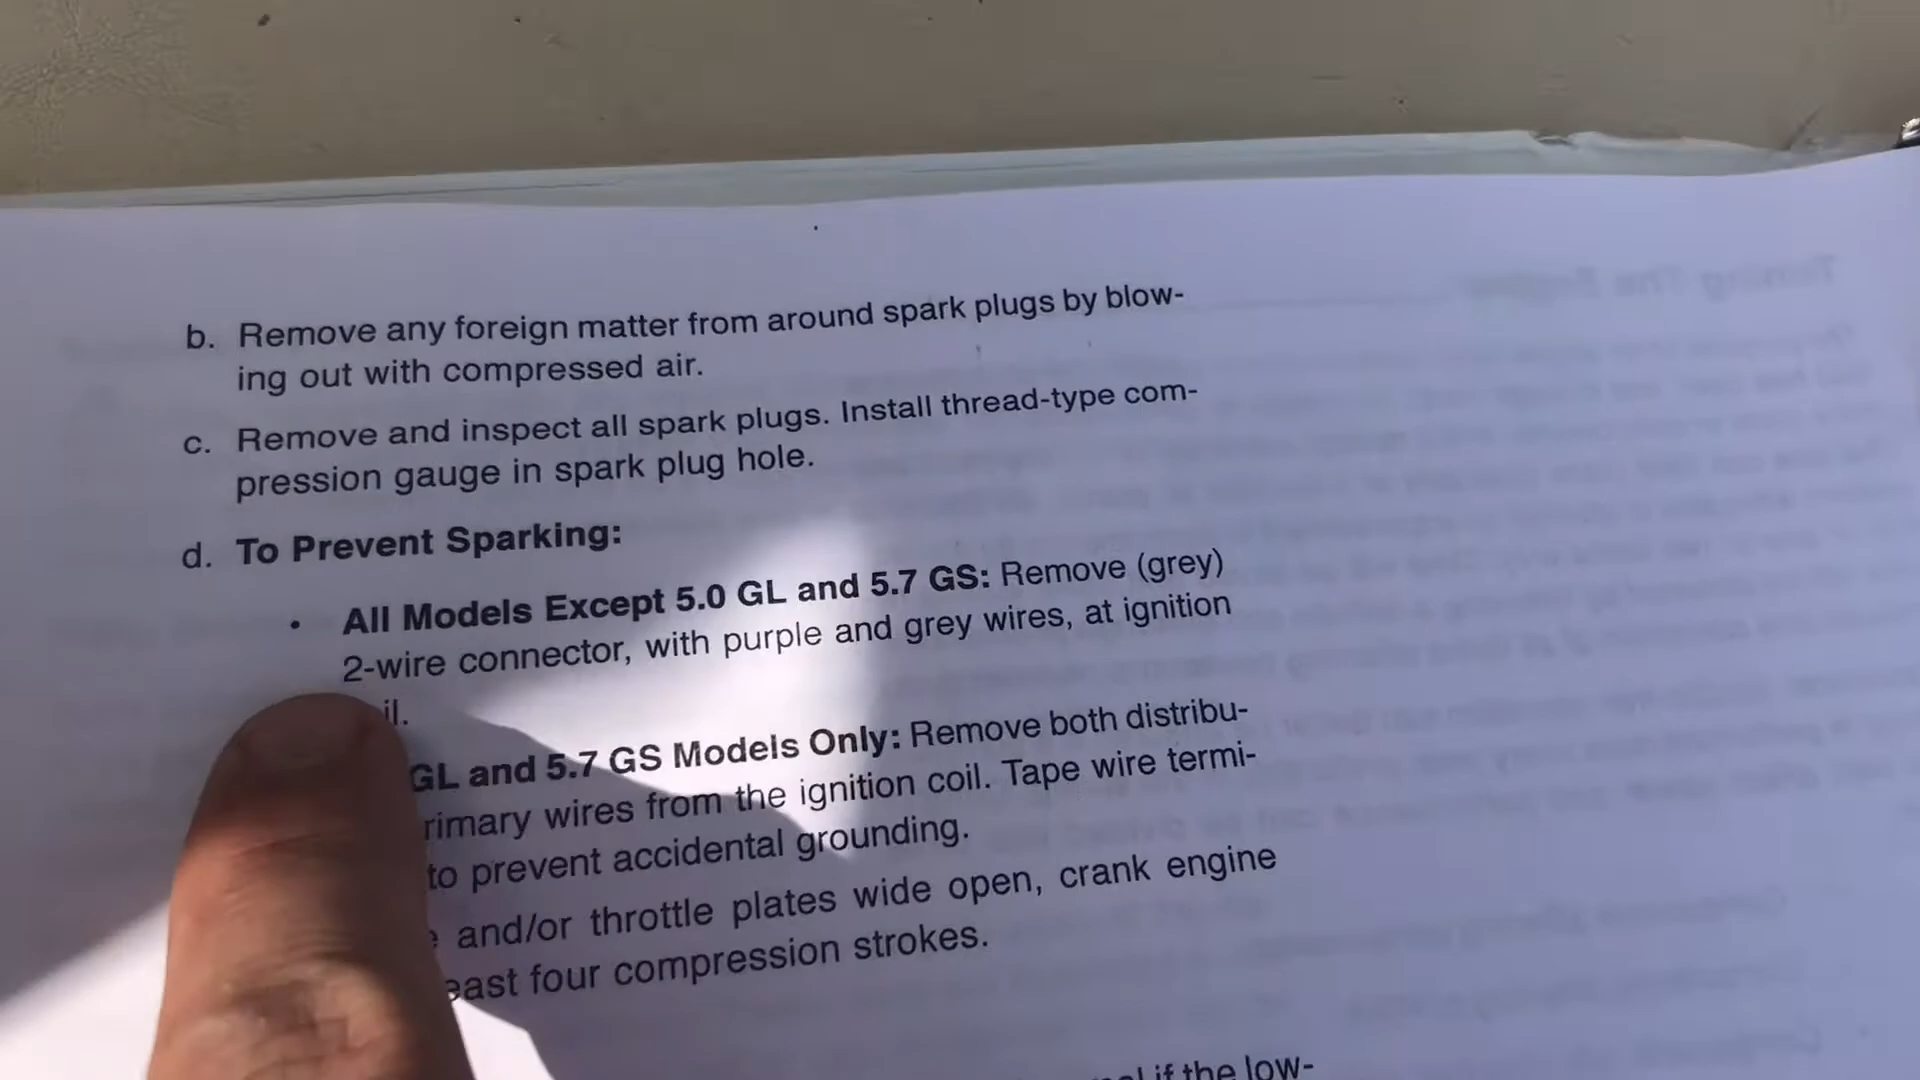 b. Remove any foreign matter from around spark plugs by blow-
ing out with compressed air.
c. Remove and inspect all spark plugs. Install thread-type com-
pression gauge in spark plug hole.
d. To Prevent Sparking:
• All Models Except 5.0 GL and 5.7 GS: Remove (grey)
2-wire connector, with purple and grey wires, at ignition
il.
GL and 5.7 GS Models Only: Remove both distribu-
rimary wires from the ignition coil. Tape wire termi-
to prevent accidental grounding.
and/or throttle plates wide open, crank engine
east four compression strokes.
if the low-